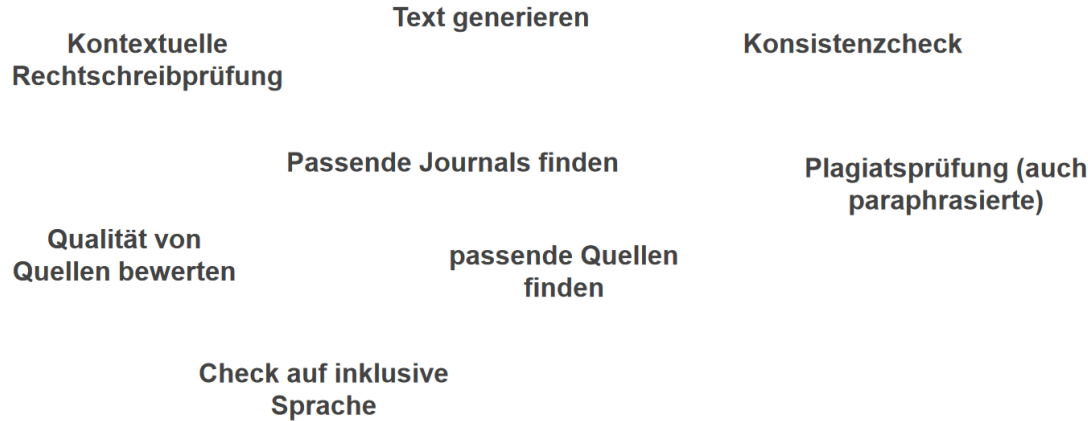 Text generieren
Kontextuelle
Rechtschreibprüfung
Konsistenzcheck
Passende Journals finden
Plagiatsprüfung (auch
paraphrasierte)
Qualität von
Quellen bewerten
passende Quellen
finden
Check auf inklusive
Sprache